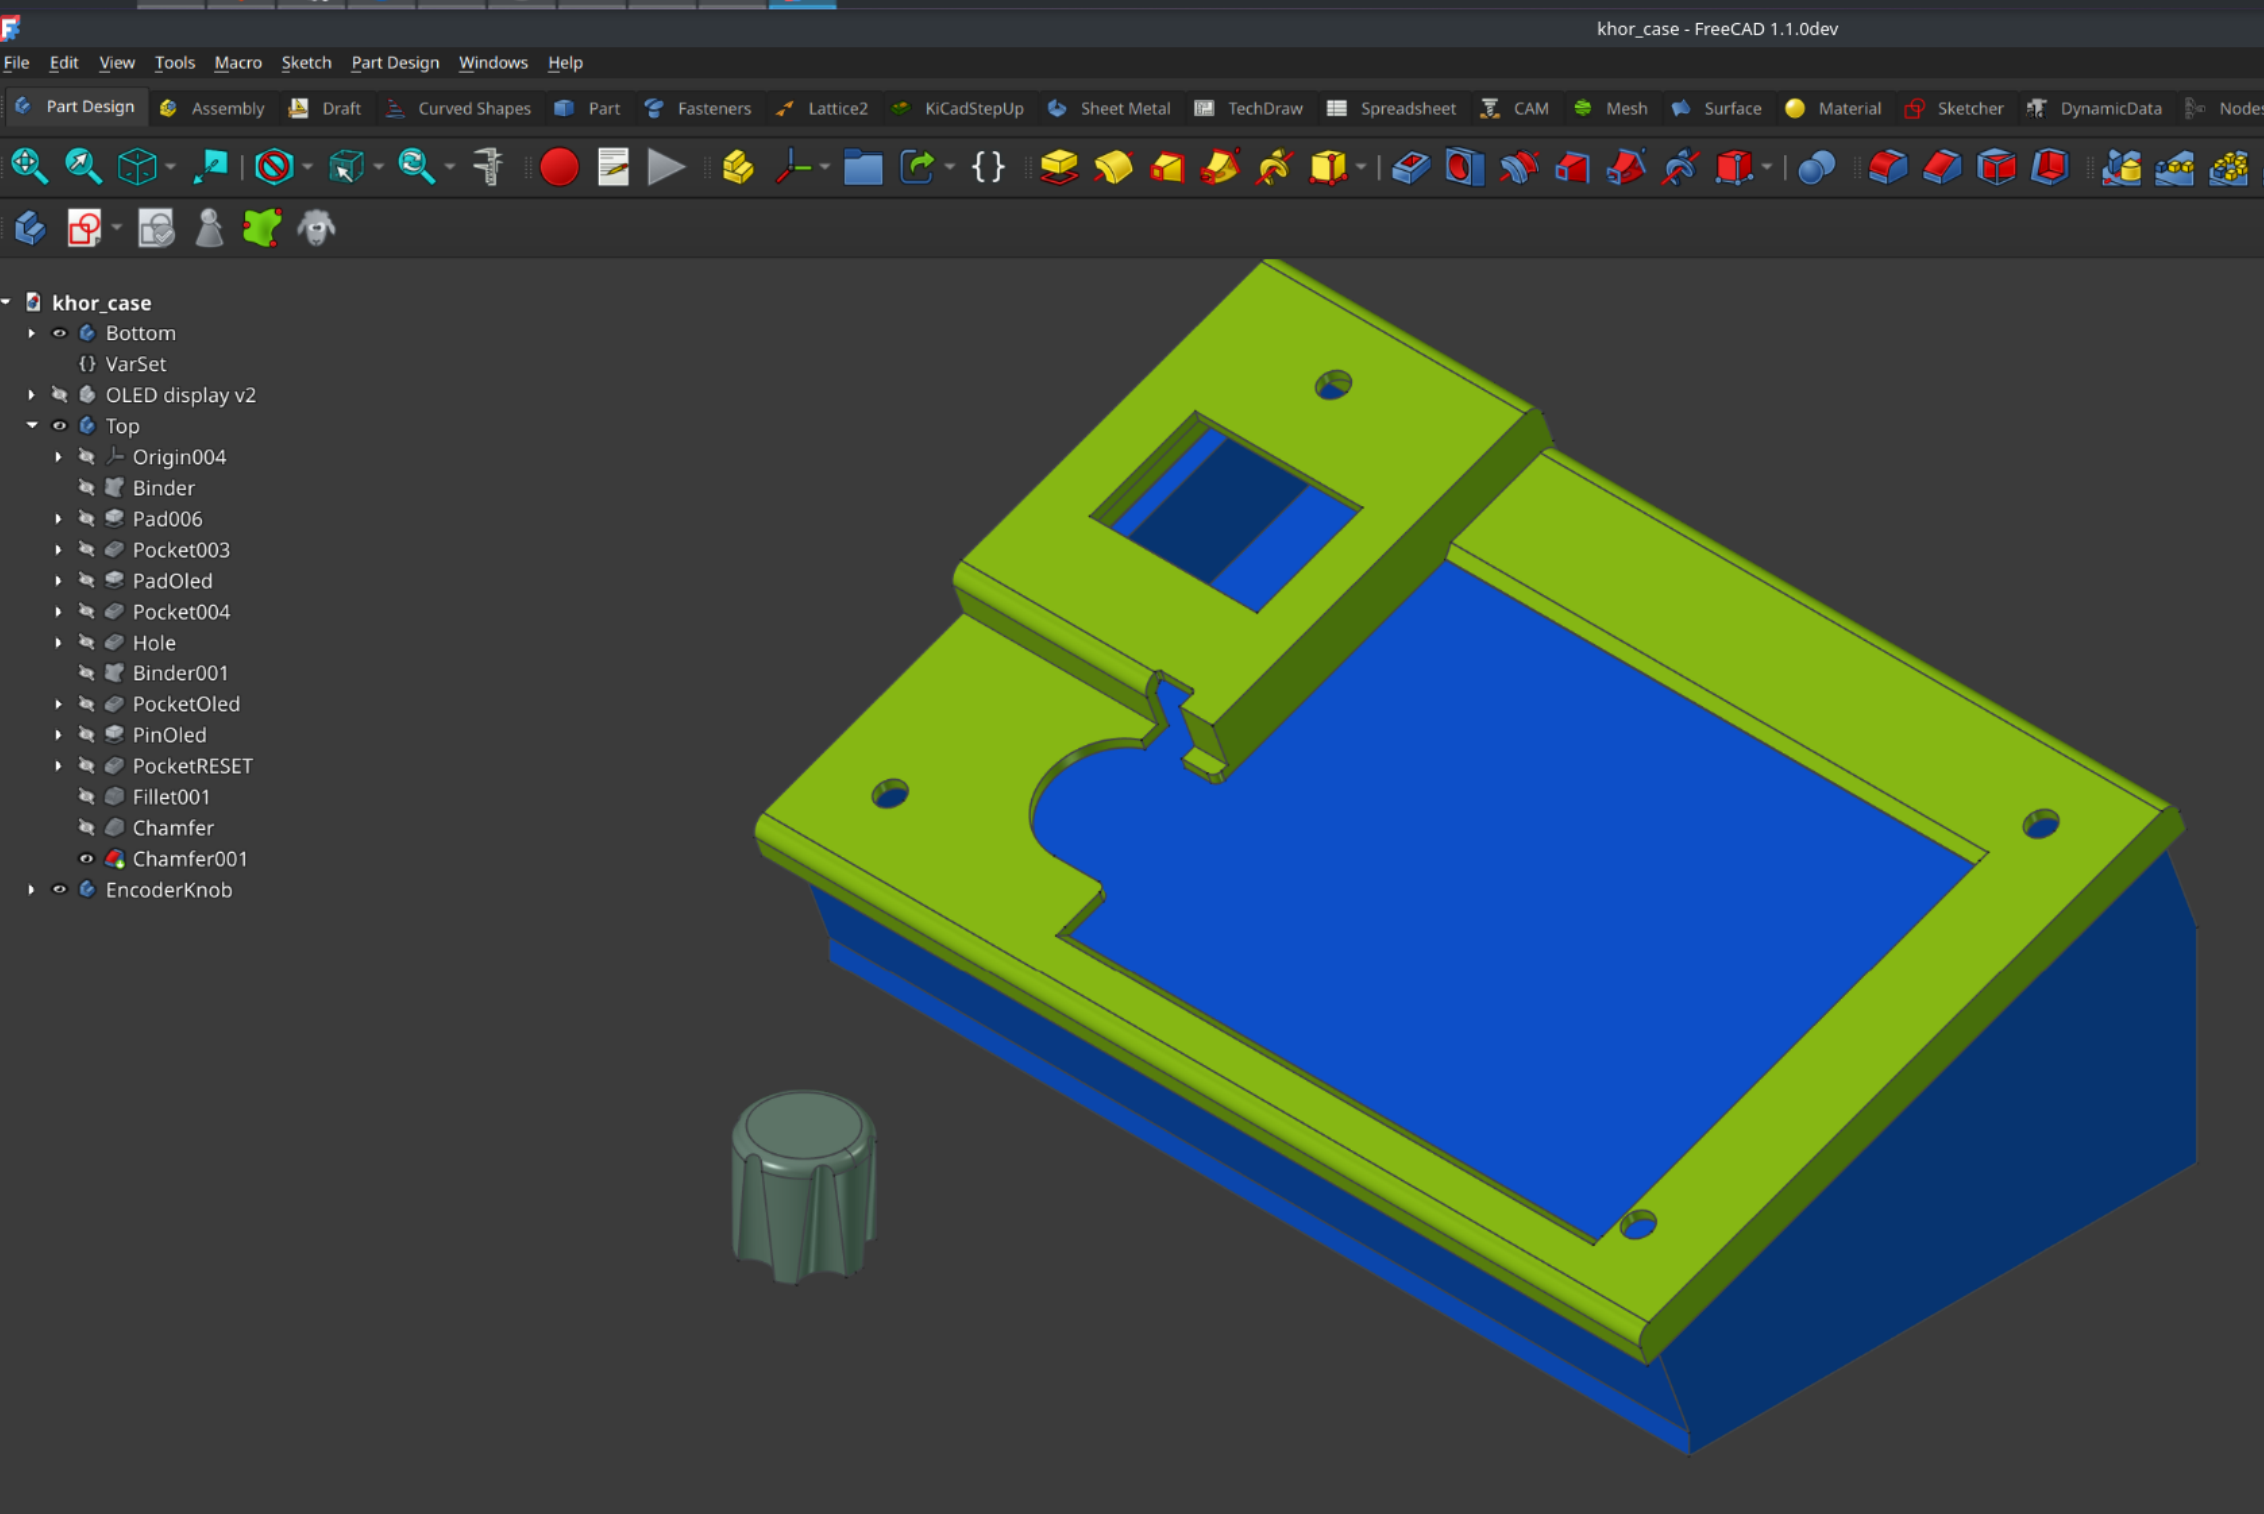 khor_case - FreeCAD 1.1.0dev
File Edit View Tools Macro Sketch Part Design Windows Help
Part Design Assembly Draft Curved Shapes Part Fasteners Lattice2 KiCadStepUp Sheet Metal TechDraw Spreadsheet CAM Mesh Surface Material Sketcher DynamicData Nodes
{}
khor_case
Bottom
{} VarSet
OLED display v2
Top
Origin004
Binder
Pad006
Pocket003
PadOled
Pocket004
Hole
Binder001
PocketOled
PinOled
PocketRESET
Fillet001
Chamfer
Chamfer001
EncoderKnob